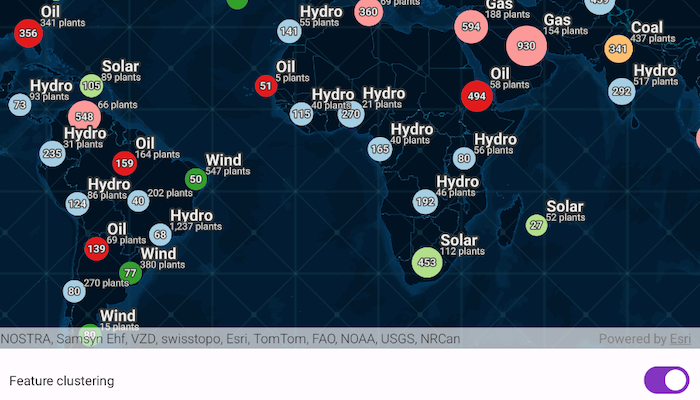 Oil
341 plants
356
Hydro
55 plants
141
360
69 plants
Gas
188 plants
594
Gas
154 plants
930
Coal
437 plants
341
Hydro
517 plants
292
Solar
89 plants
105
Hydro
93 plants
73
66 plants
548
Oil
5 plants
51
Hydro
40 plants
115
Hydro
21 plants
270
Oil
58 plants
494
Hydro
31 plants
235
Oil
164 plants
159
Wind
547 plants
50
Hydro
40 plants
165
Hydro
56 plants
80
Hydro
86 plants
124
202 plants
40
Hydro
46 plants
192
Hydro
1,237 plants
68
Solar
52 plants
27
Oil
69 plants
139
Wind
380 plants
77
Solar
112 plants
453
270 plants
80
Wind
15 plants
NOSTRA, Samsyn Ehf, VZD, swisstopo, Esri, TomTom, FAO, NOAA, USGS, NRCan
Powered by Esri
Feature clustering